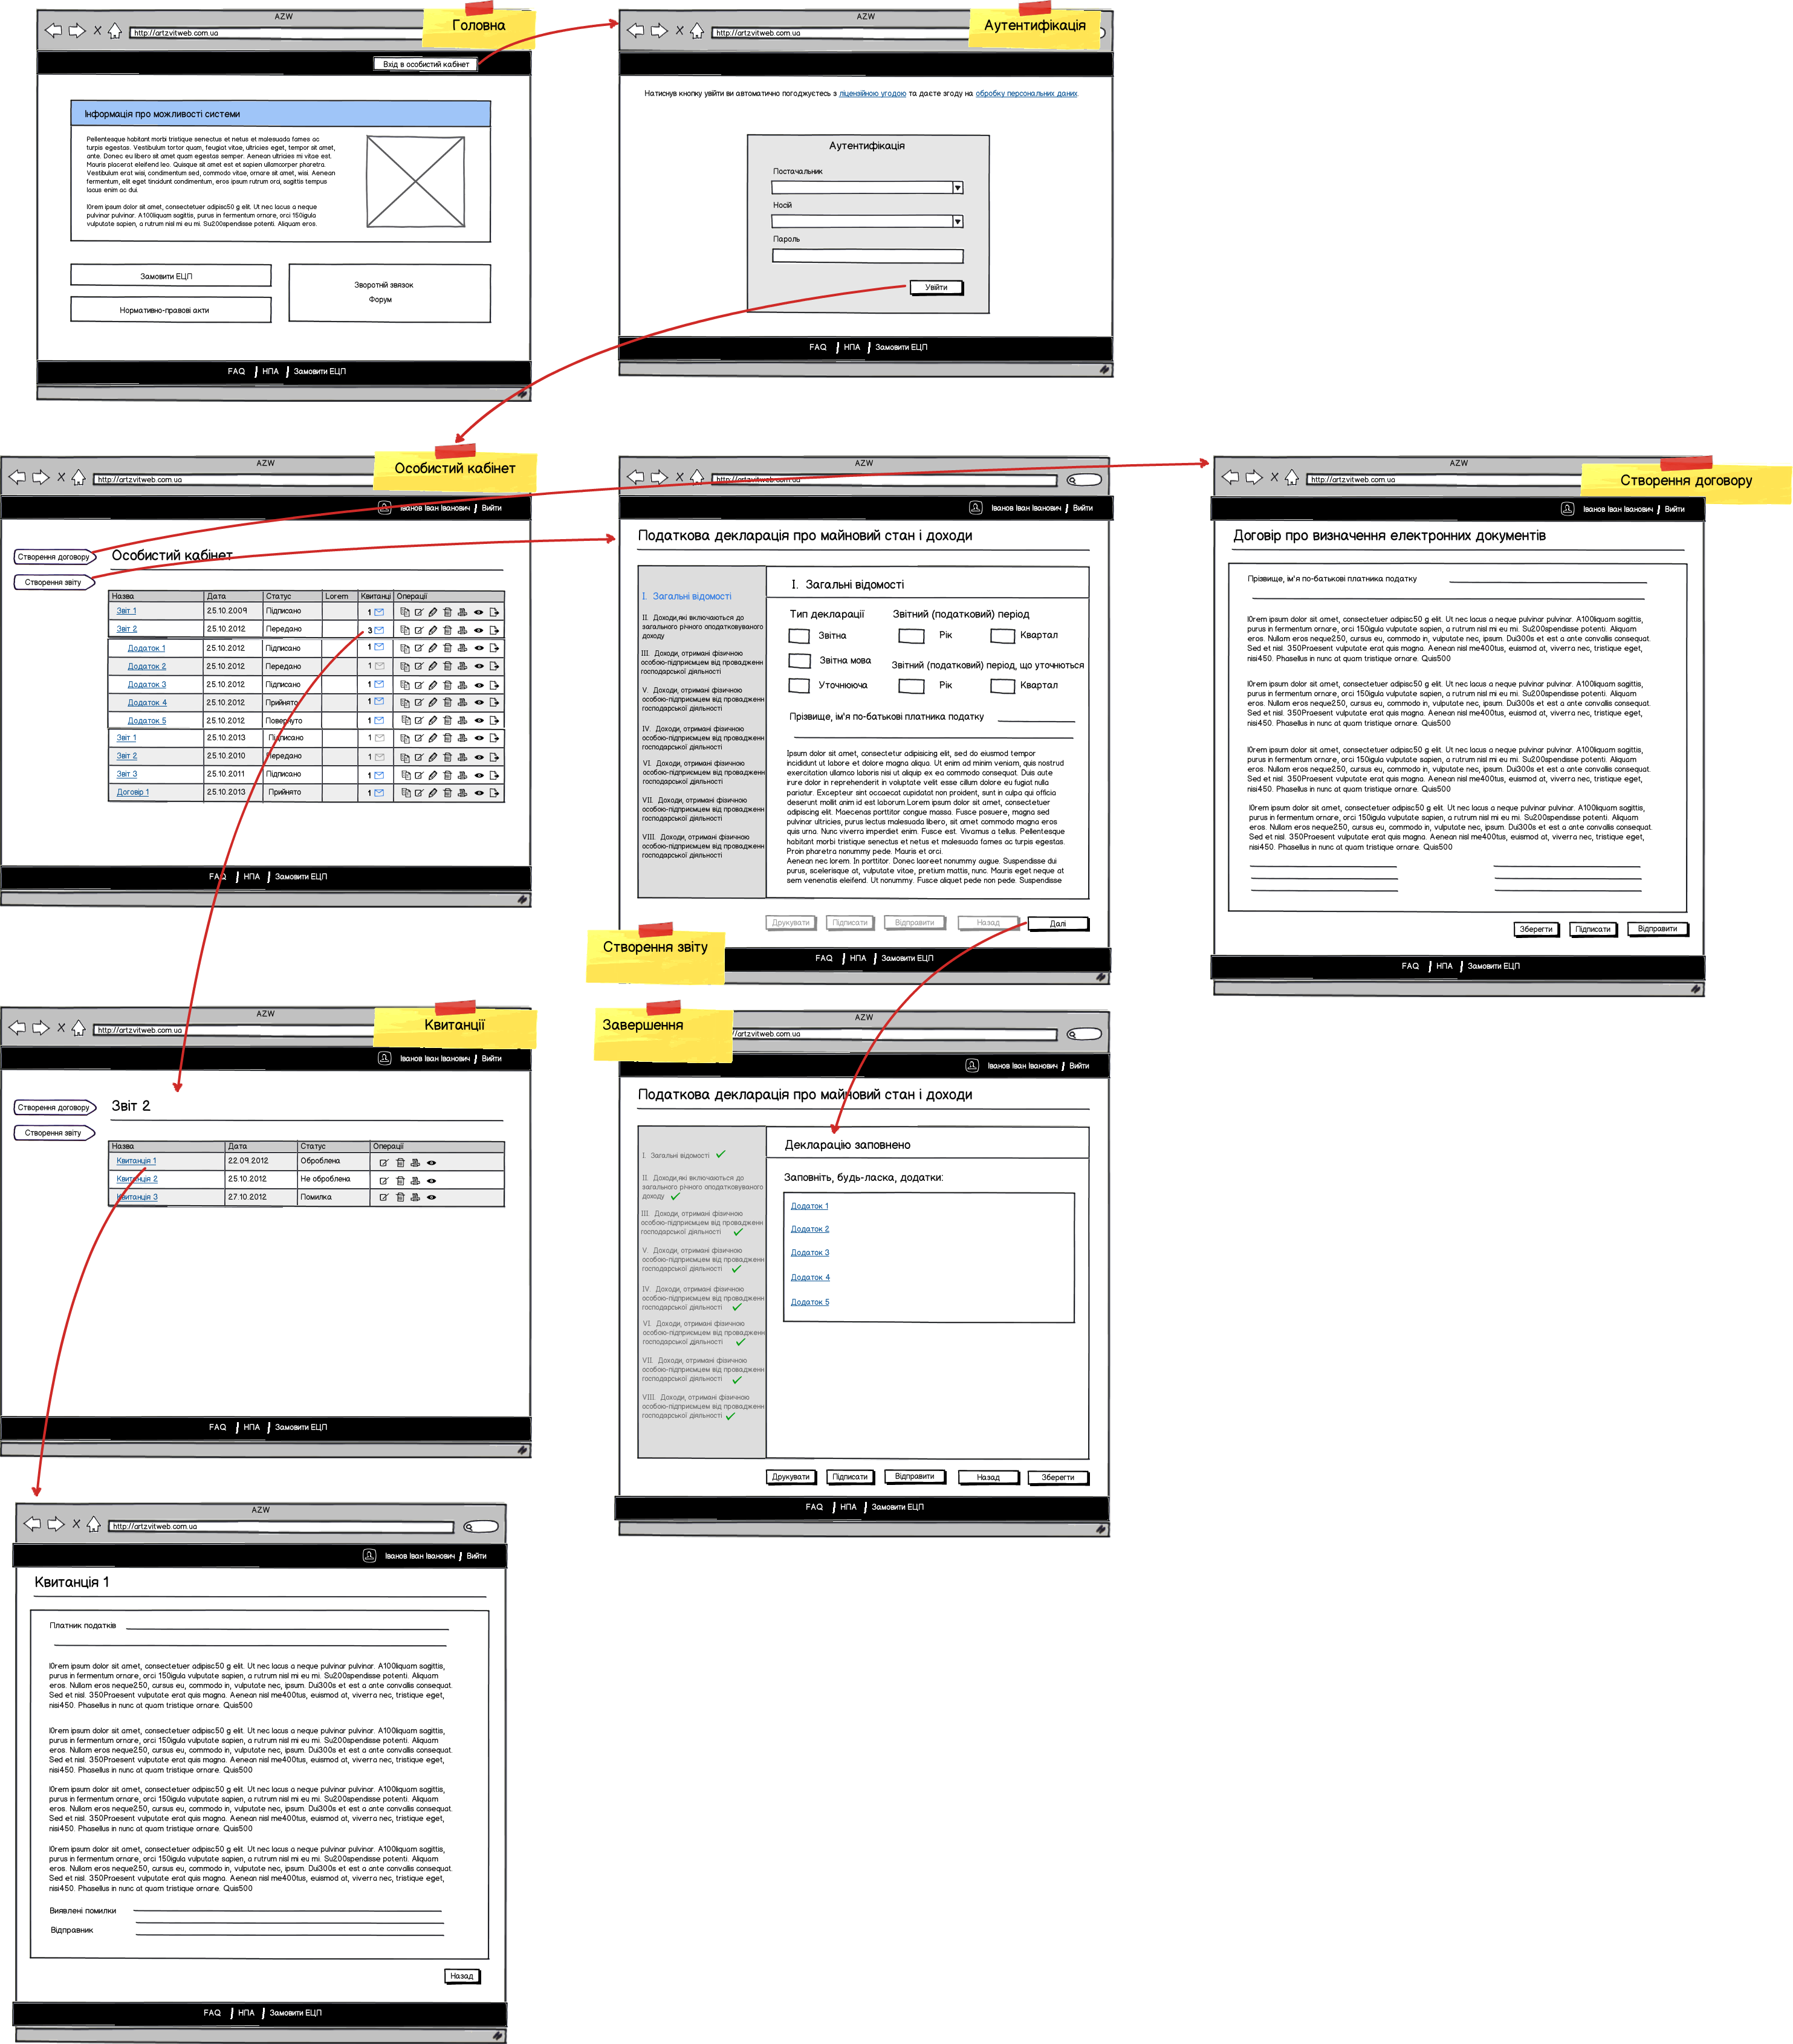 AZW
Головна
http://artzvitweb.com.ua
Вхід в особистий кабінет
Інформація про можливості системи
Pellentesque habitant morbi tristique senectus et netus et malesuada fames ac
turpis egestas. Vestibulum tortor quam, feugiat vitae, ultricies eget, tempor sit amet,
ante. Donec eu libero sit amet quam egestas semper. Aenean ultricies mi vitae est.
Mauris placerat eleifend leo. Quisque sit amet est et sapien ullamcorper pharetra.
Vestibulum erat wisi, condimentum sed, commodo vitae, ornare sit amet, wisi. Aenean
fermentum, elit eget tincidunt condimentum, eros ipsum rutrum orci, sagittis tempus
lacus enim ac dui.
l0rem ipsum dolor sit amet, consectetuer adipisc50 g elit. Ut nec lacus a neque
pulvinar pulvinar. A100liquam sagittis, purus in fermentum ornare, orci 150igula
vulputate sapien, a rutrum nisl mi eu mi. Su200spendisse potenti. Aliquam eros.
Замовити ЕЦП
Нормативно-правові акти
Зворотній звязок
Форум
FAQ / НПА / Замовити ЕЦП
AZW
Аутентифікація
http://artzvitweb.com.ua
Натиснув кнопку увійти ви автоматично погоджуєтесь з ліцензійною угодою та даєте згоду на обробку персональних даних.
Аутентифікація
Постачальник
Носій
Пароль
Увійти
FAQ / НПА / Замовити ЕЦП
AZW
Особистий кабінет
http://artzvitweb.com.ua
Іванов Іван Іванович / Вийти
Створення договору
Створення звіту
Особистий кабінет
Назва Дата Статус Lorem Квитанці Операції
Звіт 1 25.10.2009 Підписано 1
Звіт 2 25.10.2012 Передано 3
Додаток 1 25.10.2012 Підписано 1
Додаток 2 25.10.2012 Передано 1
Додаток 3 25.10.2012 Підписано 1
Додаток 4 25.10.2012 Прийнято 1
Додаток 5 25.10.2012 Повернуто 1
Звіт 1 25.10.2013 Підписано 1
Звіт 2 25.10.2010 Передано 1
Звіт 3 25.10.2011 Підписано 1
Договір 1 25.10.2013 Прийнято 1
FAQ / НПА / Замовити ЕЦП
AZW
http://artzvitweb.com.ua
Іванов Іван Іванович / Вийти
Податкова декларація про майновий стан і доходи
I. Загальні відомості
II. Доходи,які включаються до
загального річного оподатковуваного
доходу
III. Доходи, отримані фізичною
особою-підприємцем від провадженн
господарської діяльності
V. Доходи, отримані фізичною
особою-підприємцем від провадженн
господарської діяльності
IV. Доходи, отримані фізичною
особою-підприємцем від провадженн
господарської діяльності
VI. Доходи, отримані фізичною
особою-підприємцем від провадженн
господарської діяльності
VII. Доходи, отримані фізичною
особою-підприємцем від провадженн
господарської діяльності
VIII. Доходи, отримані фізичною
особою-підприємцем від провадженн
господарської діяльності
I. Загальні відомості
Тип декларації Звітний (податковий) період
Звітна Рік Квартал
Звітна мова Звітний (податковий) період, що уточнються
Уточнююча Рік Квартал
Прізвище, ім'я по-батькові платника податку
Ipsum dolor sit amet, consectetur adipisicing elit, sed do eiusmod tempor
incididunt ut labore et dolore magna aliqua. Ut enim ad minim veniam, quis nostrud
exercitation ullamco laboris nisi ut aliquip ex ea commodo consequat. Duis aute
irure dolor in reprehenderit in voluptate velit esse cillum dolore eu fugiat nulla
pariatur. Excepteur sint occaecat cupidatat non proident, sunt in culpa qui officia
deserunt mollit anim id est laborum.Lorem ipsum dolor sit amet, consectetuer
adipiscing elit. Maecenas porttitor congue massa. Fusce posuere, magna sed
pulvinar ultricies, purus lectus malesuada libero, sit amet commodo magna eros
quis urna. Nunc viverra imperdiet enim. Fusce est. Vivamus a tellus. Pellentesque
habitant morbi tristique senectus et netus et malesuada fames ac turpis egestas.
Proin pharetra nonummy pede. Mauris et orci.
Aenean nec lorem. In porttitor. Donec laoreet nonummy augue. Suspendisse dui
purus, scelerisque at, vulputate vitae, pretium mattis, nunc. Mauris eget neque at
sem venenatis eleifend. Ut nonummy. Fusce aliquet pede non pede. Suspendisse
Друкувати Підписати Відправити Назад Далі
Створення звіту
FAQ / НПА / Замовити ЕЦП
AZW
Створення договору
http://artzvitweb.com.ua
Іванов Іван Іванович / Вийти
Договір про визначення електронних документів
Прізвище, ім'я по-батькові платника податку
l0rem ipsum dolor sit amet, consectetuer adipisc50 g elit. Ut nec lacus a neque pulvinar pulvinar. A100liquam sagittis,
purus in fermentum ornare, orci 150igula vulputate sapien, a rutrum nisl mi eu mi. Su200spendisse potenti. Aliquam
eros. Nullam eros neque250, cursus eu, commodo in, vulputate nec, ipsum. Dui300s et est a ante convallis consequat.
Sed et nisl. 350Praesent vulputate erat quis magna. Aenean nisl me400tus, euismod at, viverra nec, tristique eget,
nisi450. Phasellus in nunc at quam tristique ornare. Quis500
l0rem ipsum dolor sit amet, consectetuer adipisc50 g elit. Ut nec lacus a neque pulvinar pulvinar. A100liquam sagittis,
purus in fermentum ornare, orci 150igula vulputate sapien, a rutrum nisl mi eu mi. Su200spendisse potenti. Aliquam
eros. Nullam eros neque250, cursus eu, commodo in, vulputate nec, ipsum. Dui300s et est a ante convallis consequat.
Sed et nisl. 350Praesent vulputate erat quis magna. Aenean nisl me400tus, euismod at, viverra nec, tristique eget,
nisi450. Phasellus in nunc at quam tristique ornare. Quis500
l0rem ipsum dolor sit amet, consectetuer adipisc50 g elit. Ut nec lacus a neque pulvinar pulvinar. A100liquam sagittis,
purus in fermentum ornare, orci 150igula vulputate sapien, a rutrum nisl mi eu mi. Su200spendisse potenti. Aliquam
eros. Nullam eros neque250, cursus eu, commodo in, vulputate nec, ipsum. Dui300s et est a ante convallis consequat.
Sed et nisl. 350Praesent vulputate erat quis magna. Aenean nisl me400tus, euismod at, viverra nec, tristique eget,
nisi450. Phasellus in nunc at quam tristique ornare. Quis500
l0rem ipsum dolor sit amet, consectetuer adipisc50 g elit. Ut nec lacus a neque pulvinar pulvinar. A100liquam sagittis,
purus in fermentum ornare, orci 150igula vulputate sapien, a rutrum nisl mi eu mi. Su200spendisse potenti. Aliquam
eros. Nullam eros neque250, cursus eu, commodo in, vulputate nec, ipsum. Dui300s et est a ante convallis consequat.
Sed et nisl. 350Praesent vulputate erat quis magna. Aenean nisl me400tus, euismod at, viverra nec, tristique eget,
nisi450. Phasellus in nunc at quam tristique ornare. Quis500
Зберегти Підписати Відправити
FAQ / НПА / Замовити ЕЦП
AZW
Квитанції
http://artzvitweb.com.ua
Іванов Іван Іванович / Вийти
Створення договору
Створення звіту
Звіт 2
Назва Дата Статус Операції
Квитанція 1 22.09.2012 Оброблена
Квитанція 2 25.10.2012 Не оброблена
Квитанція 3 27.10.2012 Помилка
FAQ / НПА / Замовити ЕЦП
AZW
Завершення
//artzvitweb.com.ua
Іванов Іван Іванович / Вийти
Податкова декларація про майновий стан і доходи
I. Загальні відомості
II. Доходи,які включаються до
загального річного оподатковуваного
доходу
III. Доходи, отримані фізичною
особою-підприємцем від провадженн
господарської діяльності
V. Доходи, отримані фізичною
особою-підприємцем від провадженн
господарської діяльності
IV. Доходи, отримані фізичною
особою-підприємцем від провадженн
господарської діяльності
VI. Доходи, отримані фізичною
особою-підприємцем від провадженн
господарської діяльності
VII. Доходи, отримані фізичною
особою-підприємцем від провадженн
господарської діяльності
VIII. Доходи, отримані фізичною
особою-підприємцем від провадженн
господарської діяльності
Декларацію заповнено
Заповніть, будь-ласка, додатки:
Додаток 1
Додаток 2
Додаток 3
Додаток 4
Додаток 5
Друкувати Підписати Відправити Назад Зберегти
FAQ / НПА / Замовити ЕЦП
AZW
http://artzvitweb.com.ua
Іванов Іван Іванович / Вийти
Квитанція 1
Платник податків
l0rem ipsum dolor sit amet, consectetuer adipisc50 g elit. Ut nec lacus a neque pulvinar pulvinar. A100liquam sagittis,
purus in fermentum ornare, orci 150igula vulputate sapien, a rutrum nisl mi eu mi. Su200spendisse potenti. Aliquam
eros. Nullam eros neque250, cursus eu, commodo in, vulputate nec, ipsum. Dui300s et est a ante convallis consequat.
Sed et nisl. 350Praesent vulputate erat quis magna. Aenean nisl me400tus, euismod at, viverra nec, tristique eget,
nisi450. Phasellus in nunc at quam tristique ornare. Quis500
l0rem ipsum dolor sit amet, consectetuer adipisc50 g elit. Ut nec lacus a neque pulvinar pulvinar. A100liquam sagittis,
purus in fermentum ornare, orci 150igula vulputate sapien, a rutrum nisl mi eu mi. Su200spendisse potenti. Aliquam
eros. Nullam eros neque250, cursus eu, commodo in, vulputate nec, ipsum. Dui300s et est a ante convallis consequat.
Sed et nisl. 350Praesent vulputate erat quis magna. Aenean nisl me400tus, euismod at, viverra nec, tristique eget,
nisi450. Phasellus in nunc at quam tristique ornare. Quis500
l0rem ipsum dolor sit amet, consectetuer adipisc50 g elit. Ut nec lacus a neque pulvinar pulvinar. A100liquam sagittis,
purus in fermentum ornare, orci 150igula vulputate sapien, a rutrum nisl mi eu mi. Su200spendisse potenti. Aliquam
eros. Nullam eros neque250, cursus eu, commodo in, vulputate nec, ipsum. Dui300s et est a ante convallis consequat.
Sed et nisl. 350Praesent vulputate erat quis magna. Aenean nisl me400tus, euismod at, viverra nec, tristique eget,
nisi450. Phasellus in nunc at quam tristique ornare. Quis500
l0rem ipsum dolor sit amet, consectetuer adipisc50 g elit. Ut nec lacus a neque pulvinar pulvinar. A100liquam sagittis,
purus in fermentum ornare, orci 150igula vulputate sapien, a rutrum nisl mi eu mi. Su200spendisse potenti. Aliquam
eros. Nullam eros neque250, cursus eu, commodo in, vulputate nec, ipsum. Dui300s et est a ante convallis consequat.
Sed et nisl. 350Praesent vulputate erat quis magna. Aenean nisl me400tus, euismod at, viverra nec, tristique eget,
nisi450. Phasellus in nunc at quam tristique ornare. Quis500
Виявлені помилки
Відправник
Назад
FAQ / НПА / Замовити ЕЦП